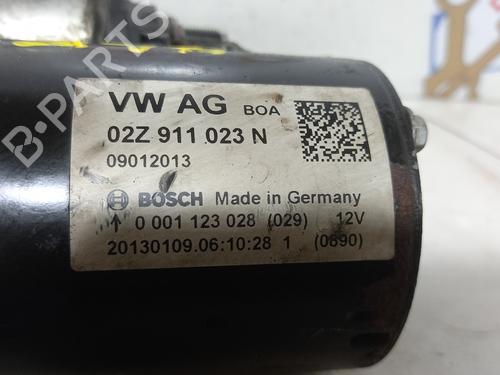 VW AG BOA
02Z 911 023 N
09012013
BOSCH Made in Germany
↑ 0 001 123 028 (029) 12V
20130109.06:10:28 1 (0890)
B-PARTS